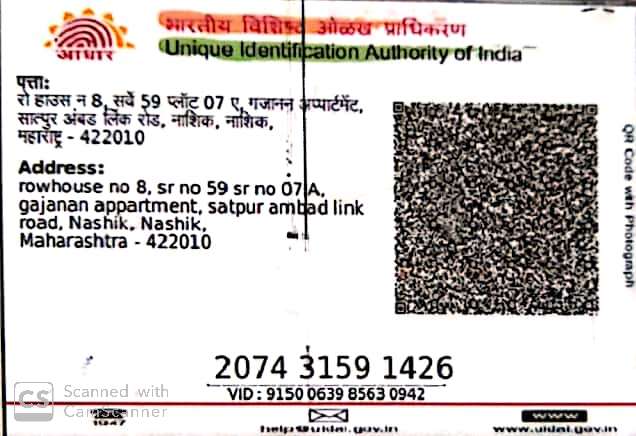 भारतीय विशिष्ट ओळख प्राधिकरण
Unique Identification Authority of India
आधार
पत्ता:
रो हाउस न 8, सर्वे 59 प्लॉट 07 ए, गजानन अप्पार्टमेंट,
सातपुर अंबड लिंक रोड, नाशिक, नाशिक,
महाराष्ट्र - 422010
Address:
rowhouse no 8, sr no 59 sr no 07 A,
gajanan appartment, satpur ambad link
road, Nashik, Nashik,
Maharashtra - 422010
QR Code with Photograph
2074 3159 1426
VID : 9150 0639 8563 0942
CS Scanned with
CamScanner
1947
help@uidai.gov.in
www
www.uidai.gov.in